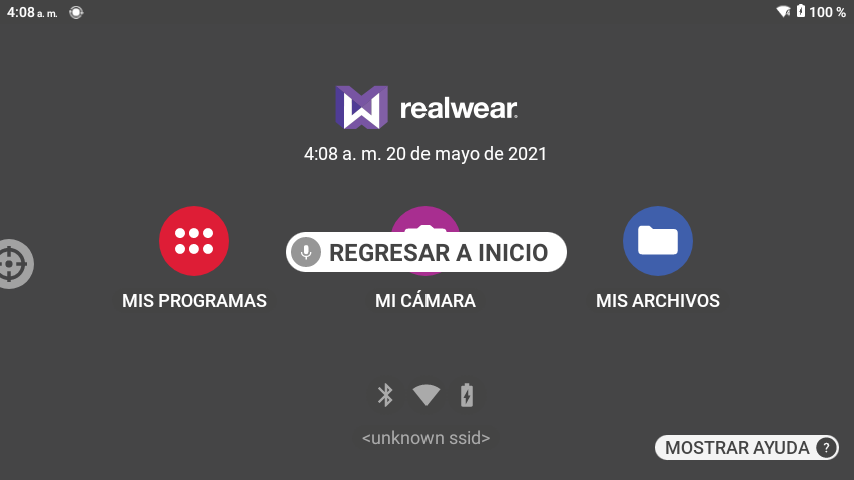 4:08 a. m.
100 %
realwear
4:08 a. m. 20 de mayo de 2021
REGRESAR A INICIO
MIS PROGRAMAS
MI CÁMARA
MIS ARCHIVOS
<unknown ssid>
MOSTRAR AYUDA ?